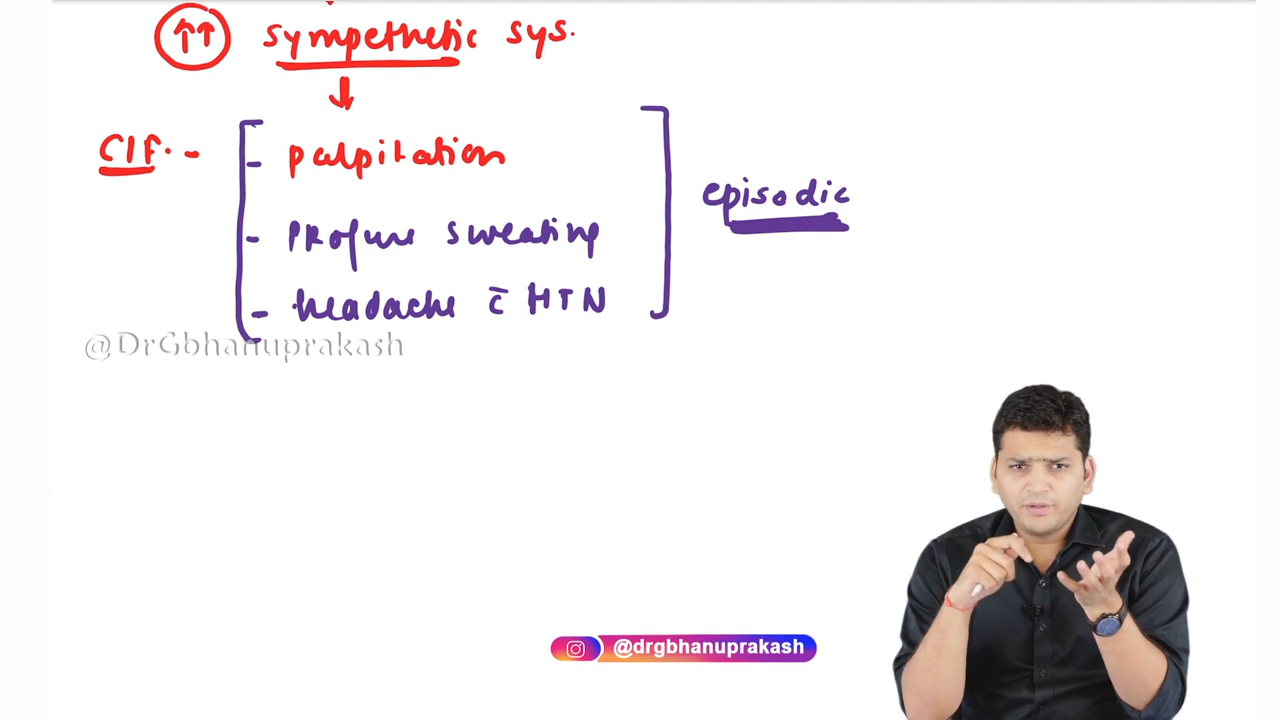 ↑↑ sympethetic sys.
↓
C/F. - - palpitation
- profuse sweating
- headache c̄ HTN
episodic
@DrGbhanuprakash
@drgbhanuprakash